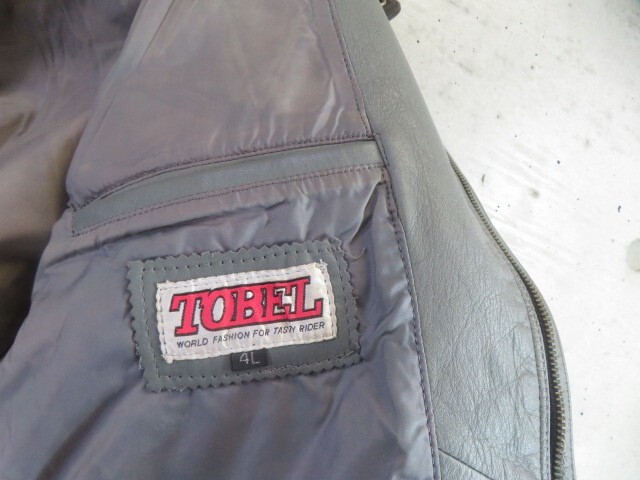 TOBEL
WORLD FASHION FOR TASTY RIDER
4L